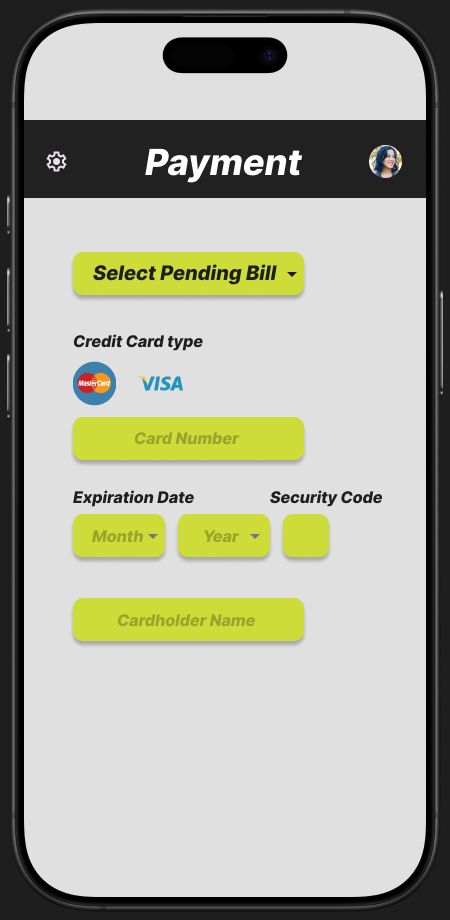 Payment
Select Pending Bill
Credit Card type
MasterCard VISA
Card Number
Expiration Date Security Code
Month Year
Cardholder Name